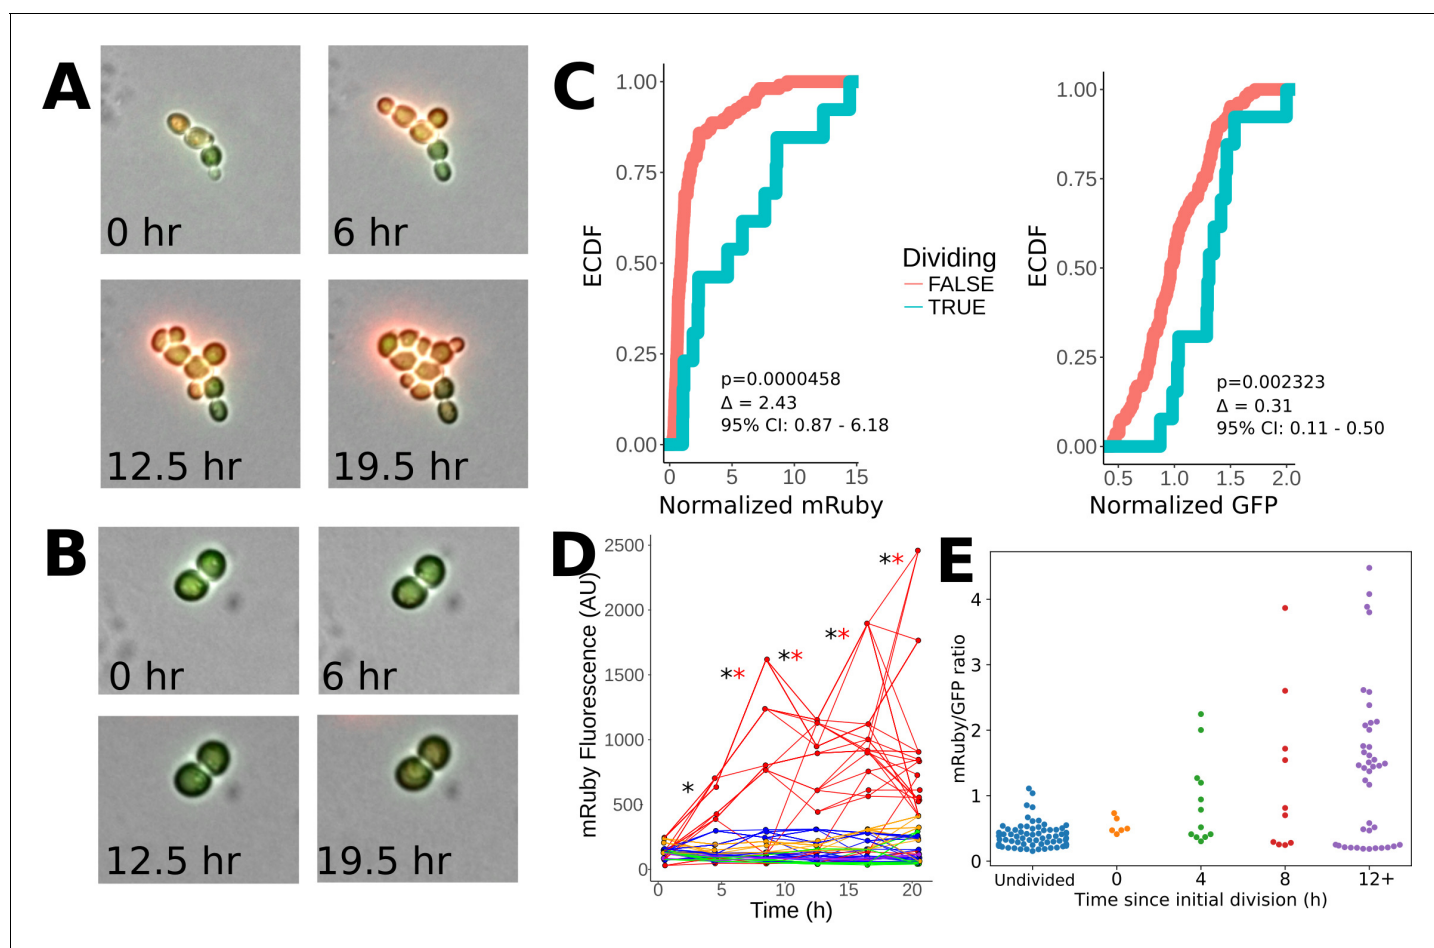 A
0 hr
6 hr
12.5 hr
19.5 hr
B
0 hr
6 hr
12.5 hr
19.5 hr
C
ECDF
1.00
0.75
0.50
0.25
0.00
p=0.0000458
Δ = 2.43
95% CI: 0.87 - 6.18
0
5
10
15
Normalized mRuby
Dividing
FALSE
TRUE
ECDF
1.00
0.75
0.50
0.25
0.00
p=0.002323
Δ = 0.31
95% CI: 0.11 - 0.50
0.5
1.0
1.5
2.0
Normalized GFP
D
mRuby Fluorescence (AU)
2500
2000
1500
1000
500
0
**
**
**
**
*
0
5
10
15
20
Time (h)
E
mRuby/GFP ratio
4
3
2
1
0
Undivided
0
4
8
12+
Time since initial division (h)